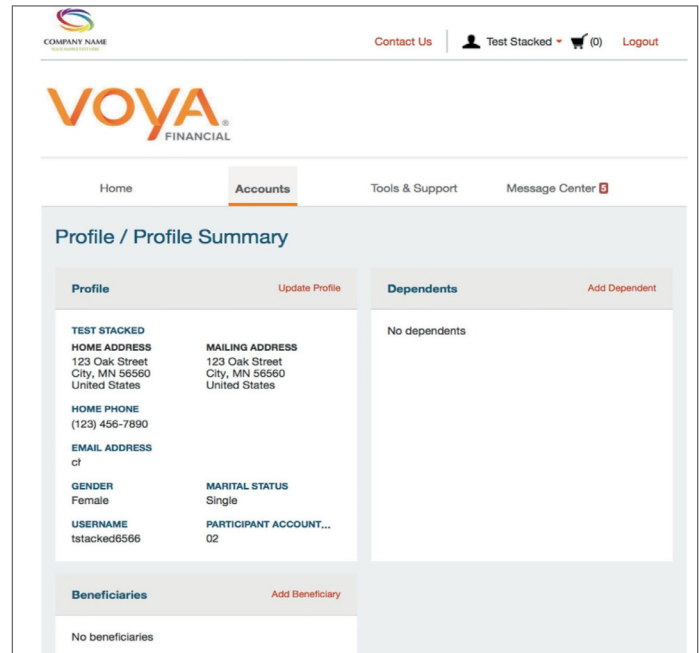 COMPANY NAME
Contact Us
Test Stacked
(0)
Logout
VOYA®
FINANCIAL
Home
Accounts
Tools & Support
Message Center 5
Profile / Profile Summary
Profile
Update Profile
TEST STACKED
HOME ADDRESS
123 Oak Street
City, MN 56560
United States
MAILING ADDRESS
123 Oak Street
City, MN 56560
United States
HOME PHONE
(123) 456-7890
EMAIL ADDRESS
GENDER
Female
MARITAL STATUS
Single
USERNAME
tstacked6566
PARTICIPANT ACCOUNT...
02
Dependents
Add Dependent
No dependents
Beneficiaries
Add Beneficiary
No beneficiaries